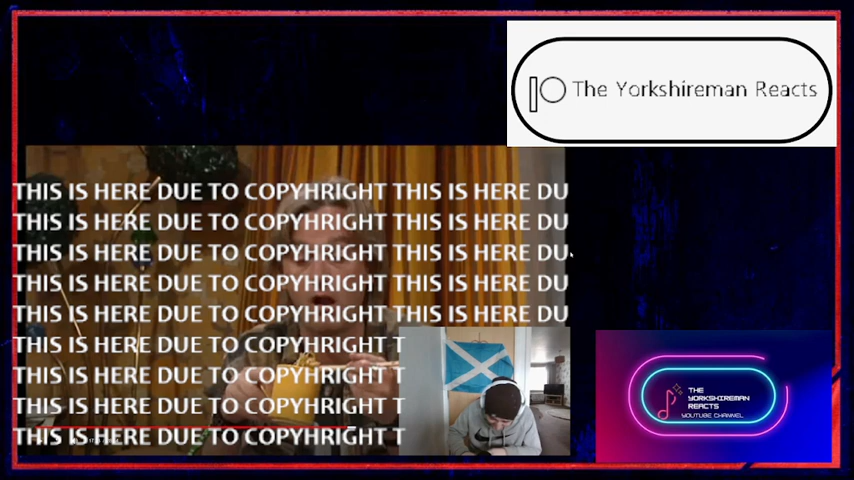 The Yorkshireman Reacts
THIS IS HERE DUE TO COPYHRIGHT THIS IS HERE DU
THIS IS HERE DUE TO COPYHRIGHT THIS IS HERE DU
THIS IS HERE DUE TO COPYHRIGHT THIS IS HERE DU
THIS IS HERE DUE TO COPYHRIGHT THIS IS HERE DU
THIS IS HERE DUE TO COPYHRIGHT THIS IS HERE DU
THIS IS HERE DUE TO COPYHRIGHT T
THIS IS HERE DUE TO COPYHRIGHT T
THIS IS HERE DUE TO COPYHRIGHT T
THIS IS HERE DUE TO COPYHRIGHT T
THE
YORKSHIREMAN
REACTS
YOUTUBE CHANNEL